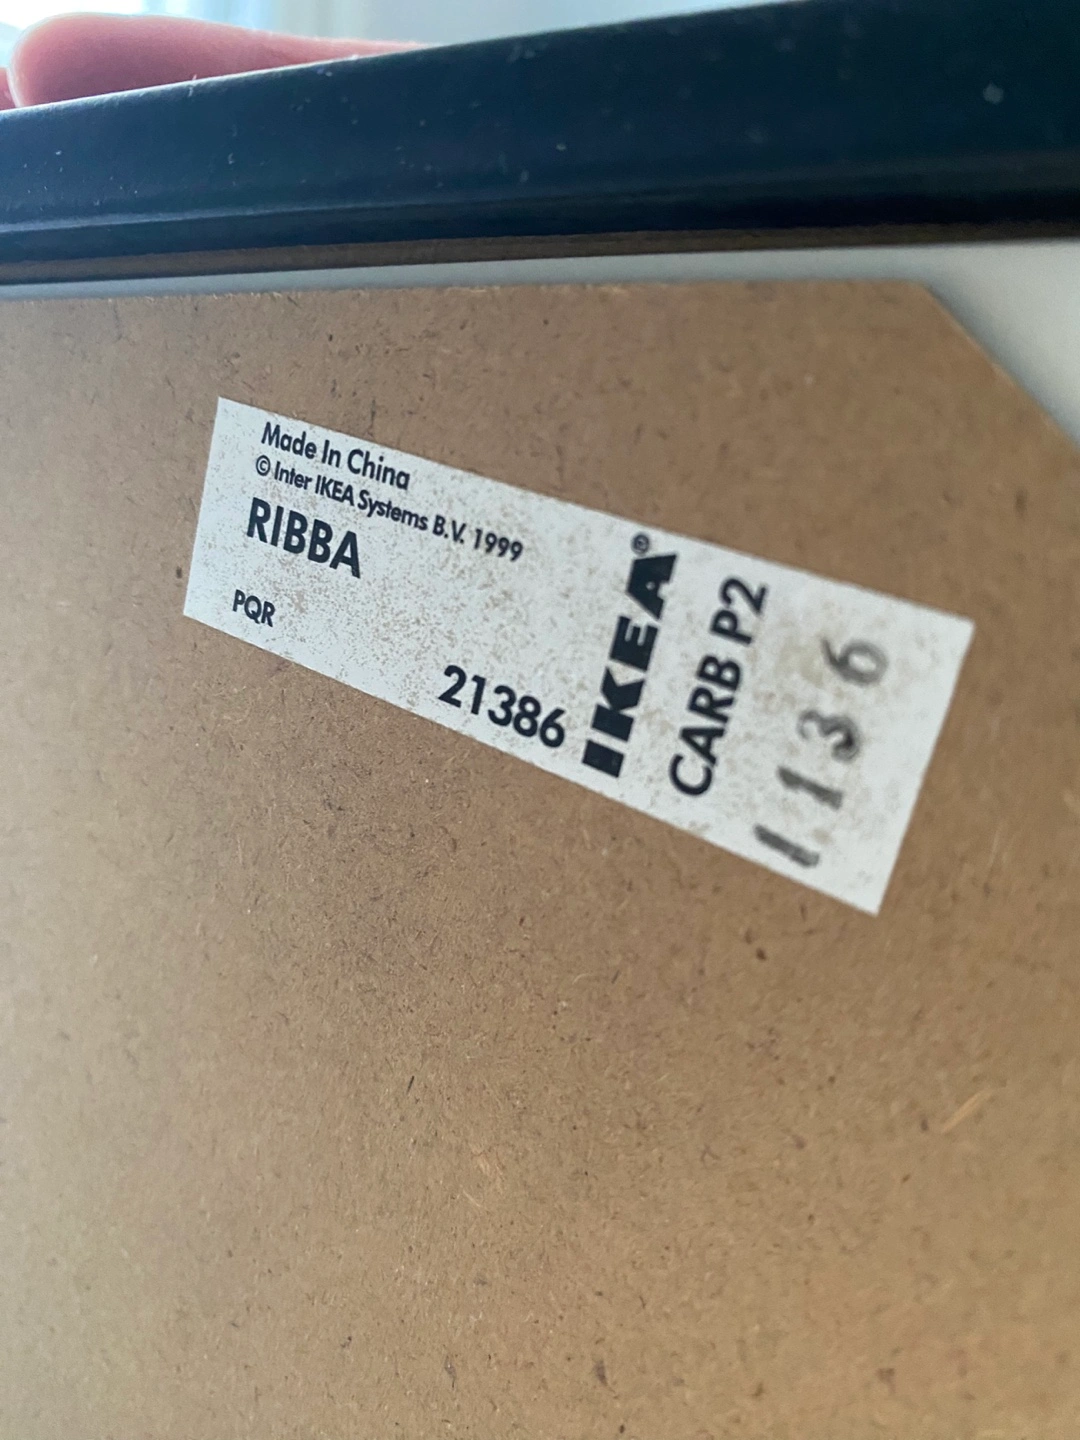 Made In China
© Inter IKEA Systems B.V. 1999
RIBBA
PQR
21386
IKEA®
CARB P2
1136